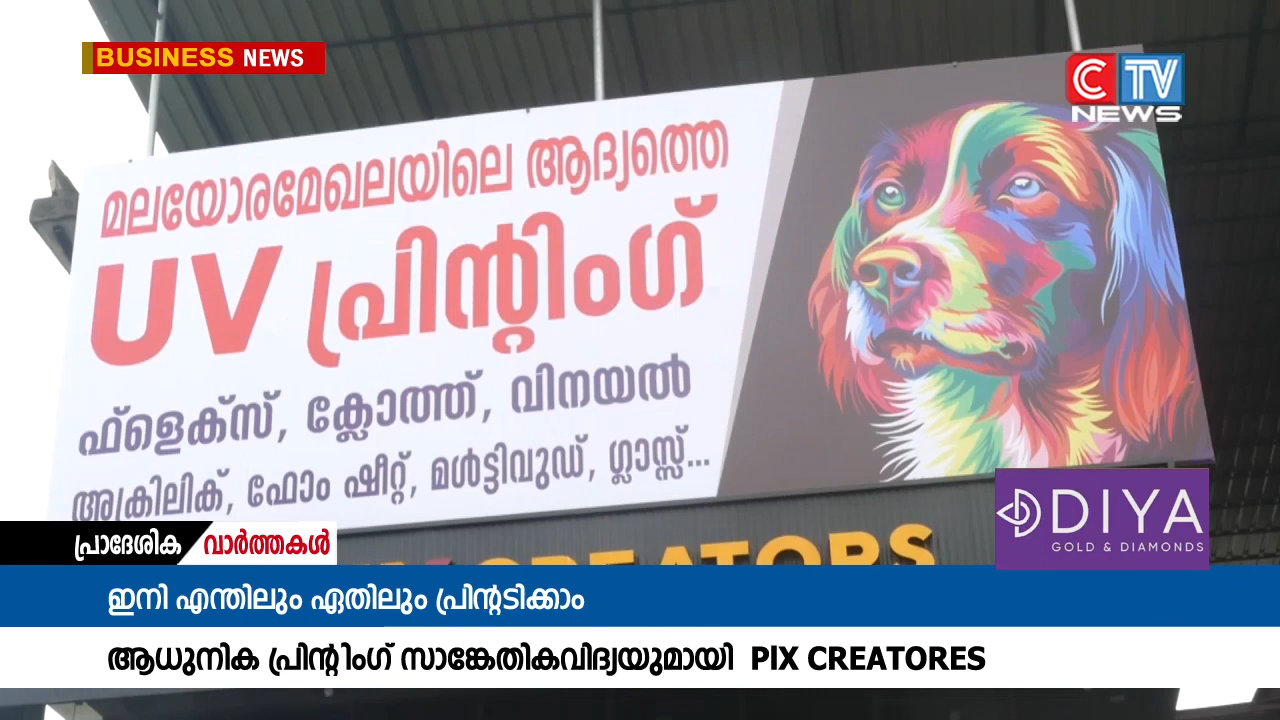 BUSINESS NEWS
CTV
NEWS
മലയോരമേഖലയിലെ ആദ്യത്തെ
UV പ്രിന്റിംഗ്
ഫ്ളെക്സ്, ക്ലോത്ത്, വിനയൽ
അക്രിലിക്, ഫോം ഷീറ്റ്, മൾട്ടിവുഡ്, ഗ്ലാസ്സ്...
CREATORS
DIYA
GOLD & DIAMONDS
പ്രാദേശിക വാർത്തകൾ
ഇനി എന്തിലും ഏതിലും പ്രിന്റടിക്കാം
ആധുനിക പ്രിന്റിംഗ് സാങ്കേതികവിദ്യയുമായി PIX CREATORES